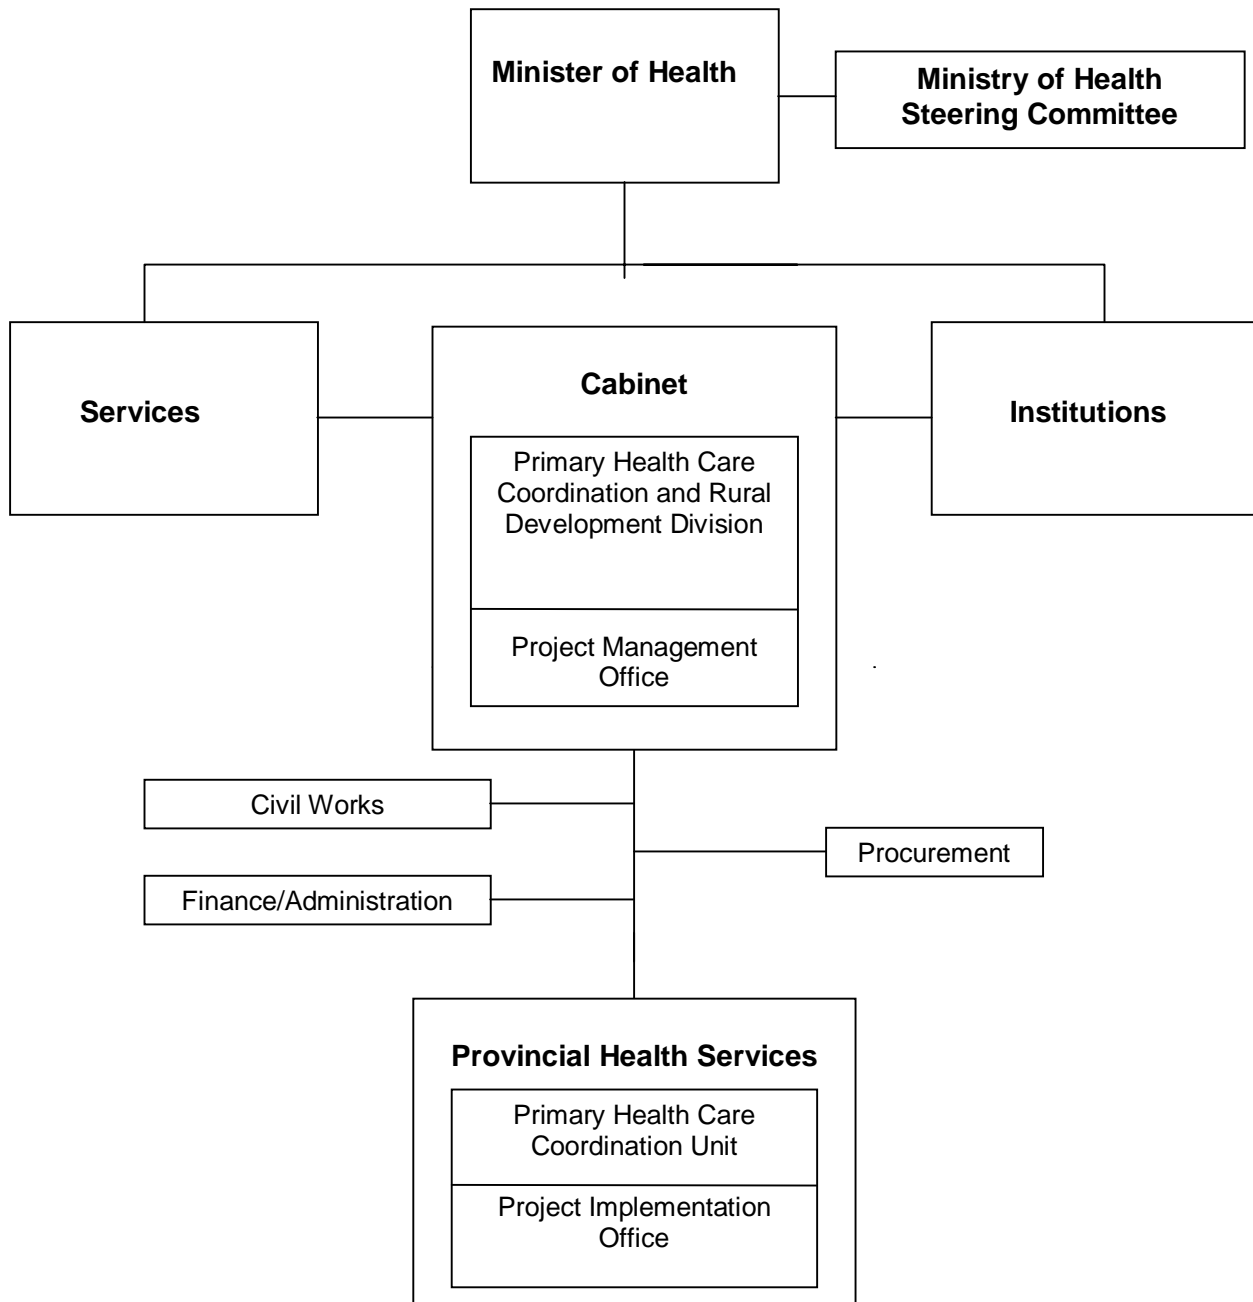 Minister of Health
Ministry of Health
Steering Committee
Services
Cabinet
Institutions
Primary Health Care
Coordination and Rural
Development Division
Project Management
Office
Civil Works
Procurement
Finance/Administration
Provincial Health Services
Primary Health Care
Coordination Unit
Project Implementation
Office